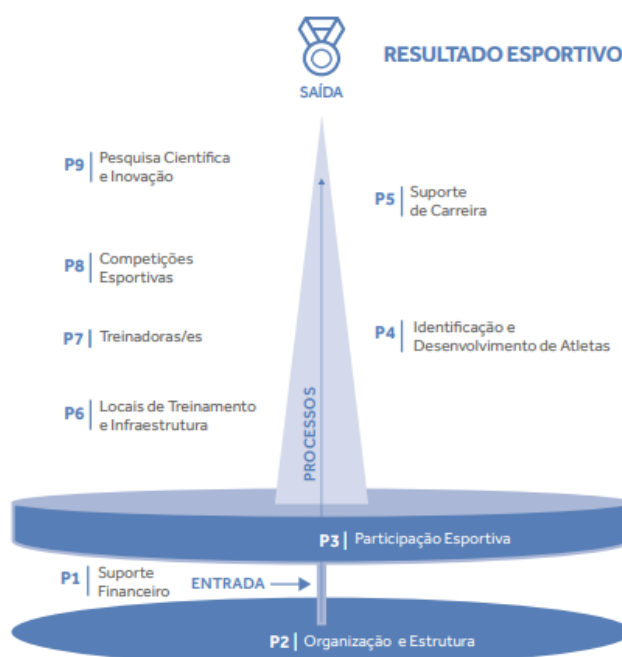 RESULTADO ESPORTIVO
SAÍDA
P9 Pesquisa Científica
e Inovação
P5 Suporte
de Carreira
P8 Competições
Esportivas
P7 Treinadoras/es
P4 Identificação e
Desenvolvimento de Atletas
P6 Locais de Treinamento
e Infraestrutura
PROCESSOS
P3 Participação Esportiva
P1 Suporte
Financeiro
ENTRADA
P2 Organização e Estrutura